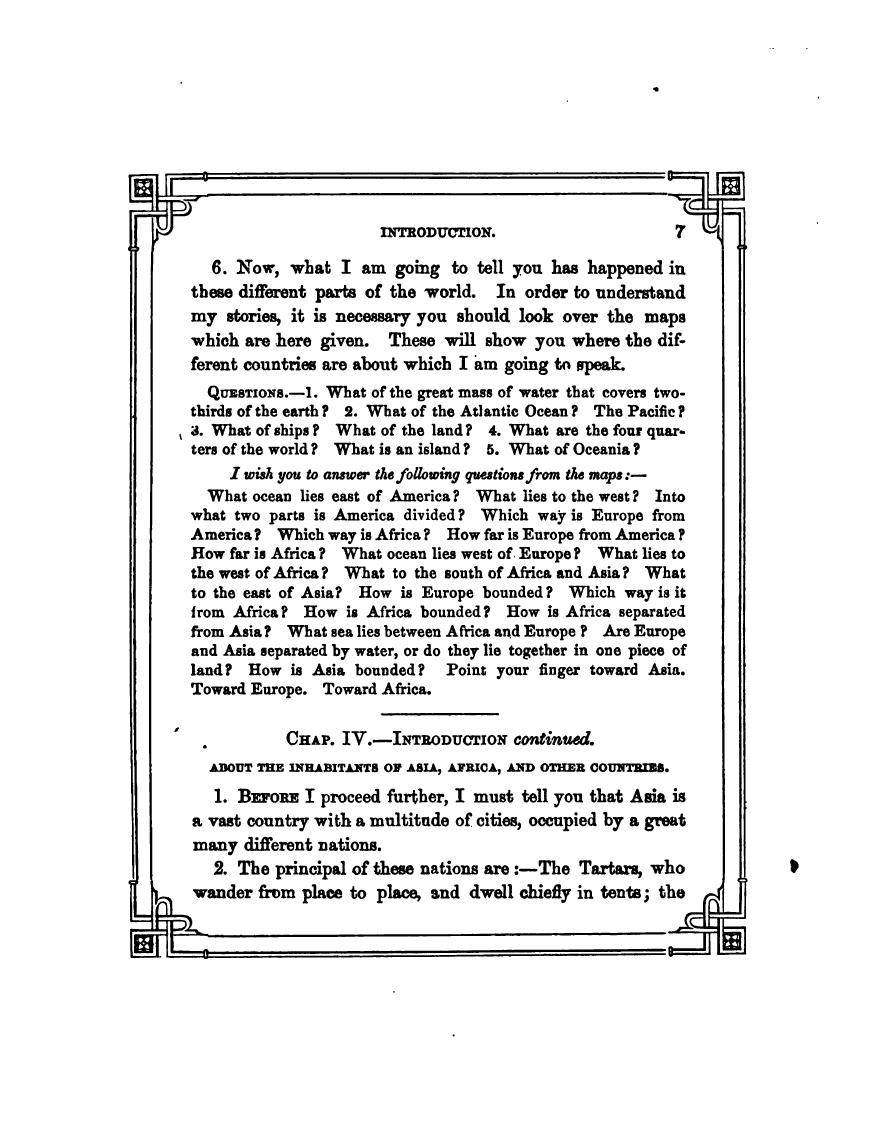 INTRODUCTION. 7
6. Now, what I am going to tell you has happened in
these different parts of the world. In order to understand
my stories, it is necessary you should look over the maps
which are here given. These will show you where the dif-
ferent countries are about which I am going to speak.
QUESTIONS.—1. What of the great mass of water that covers two-
thirds of the earth? 2. What of the Atlantic Ocean? The Pacific?
3. What of ships? What of the land? 4. What are the four quar-
ters of the world? What is an island? 5. What of Oceania?
I wish you to answer the following questions from the maps:—
What ocean lies east of America? What lies to the west? Into
what two parts is America divided? Which way is Europe from
America? Which way is Africa? How far is Europe from America?
How far is Africa? What ocean lies west of Europe? What lies to
the west of Africa? What to the south of Africa and Asia? What
to the east of Asia? How is Europe bounded? Which way is it
from Africa? How is Africa bounded? How is Africa separated
from Asia? What sea lies between Africa and Europe? Are Europe
and Asia separated by water, or do they lie together in one piece of
land? How is Asia bounded? Point your finger toward Asia.
Toward Europe. Toward Africa.
CHAP. IV.—INTRODUCTION continued.
ABOUT THE INHABITANTS OF ASIA, AFRICA, AND OTHER COUNTRIES.
1. BEFORE I proceed further, I must tell you that Asia is
a vast country with a multitude of cities, occupied by a great
many different nations.
2. The principal of these nations are:—The Tartars, who
wander from place to place, and dwell chiefly in tents; the